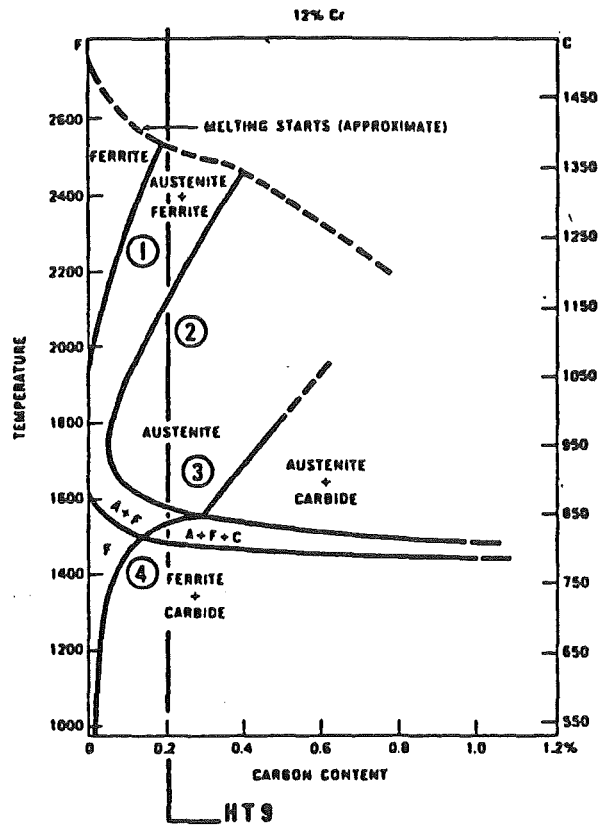 12% Cr
F
C
2600
2400
2200
2000
1800
1600
1400
1200
1000
1450
1350
1250
1150
1050
950
850
750
650
550
TEMPERATURE
MELTING STARTS (APPROXIMATE)
FERRITE
AUSTENITE
+
FERRITE
1
2
AUSTENITE
3
AUSTENITE
+
CARBIDE
A+F
A+F+C
F
4
FERRITE
+
CARBIDE
0
0.2
0.4
0.6
0.8
1.0
1.2%
CARBON CONTENT
HT9